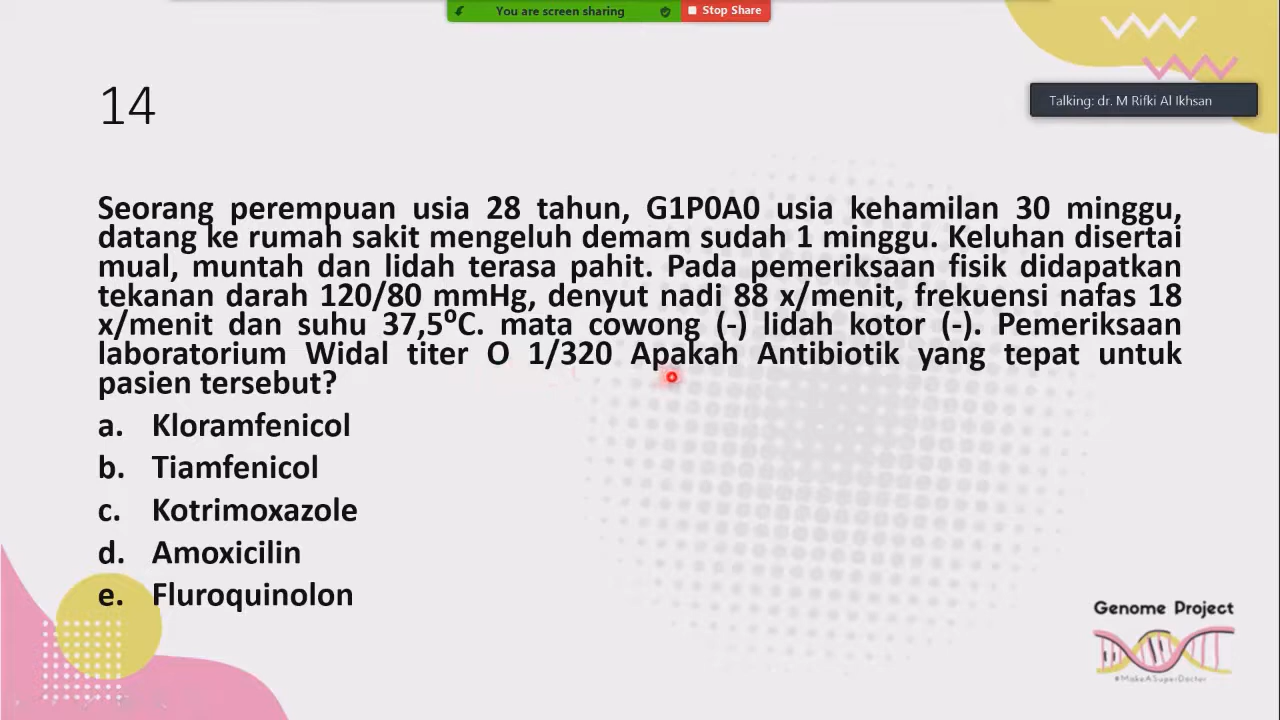 You are screen sharing Stop Share
Talking: dr. M Rifki Al Ikhsan
14
Seorang perempuan usia 28 tahun, G1P0A0 usia kehamilan 30 minggu,
datang ke rumah sakit mengeluh demam sudah 1 minggu. Keluhan disertai
mual, muntah dan lidah terasa pahit. Pada pemeriksaan fisik didapatkan
tekanan darah 120/80 mmHg, denyut nadi 88 x/menit, frekuensi nafas 18
x/menit dan suhu 37,5⁰C. mata cowong (-) lidah kotor (-). Pemeriksaan
laboratorium Widal titer O 1/320 Apakah Antibiotik yang tepat untuk
pasien tersebut?
a. Kloramfenicol
b. Tiamfenicol
c. Kotrimoxazole
d. Amoxicilin
e. Fluroquinolon
Genome Project
#MakeASuperDoctor